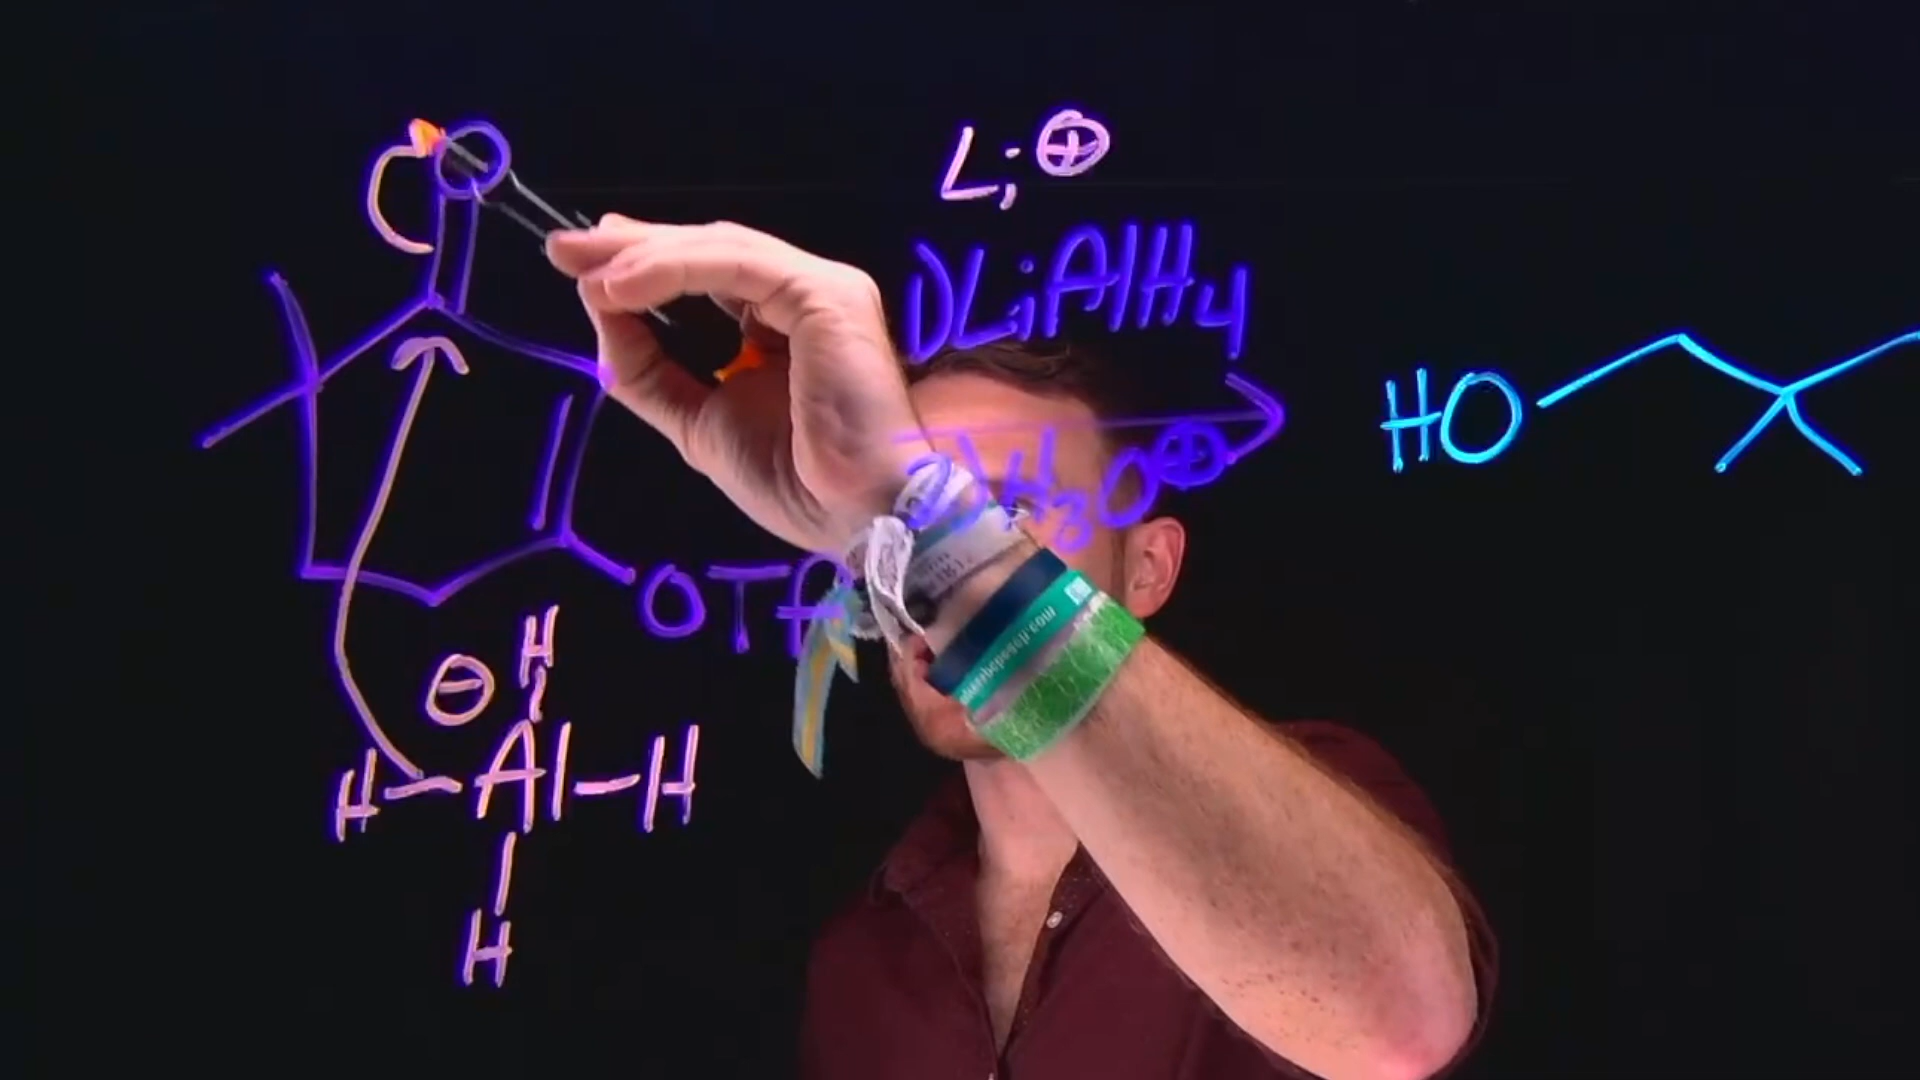 O
Li ⊕
1) LiAlH4
2) H3O⊕
HO
OTf
⊖ H
H-Al-H
H